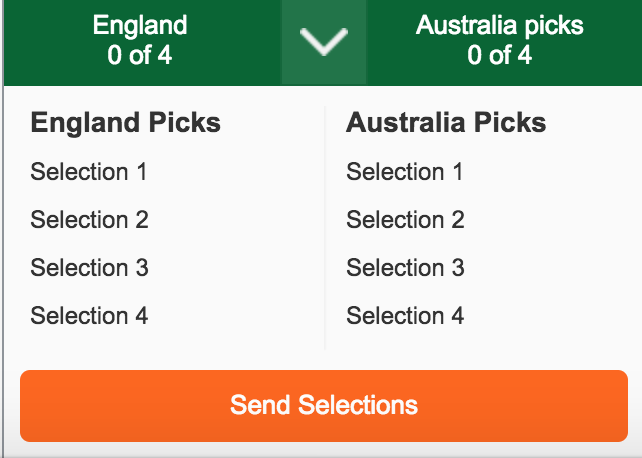 England
0 of 4
Australia picks
0 of 4
England Picks
Selection 1
Selection 2
Selection 3
Selection 4
Australia Picks
Selection 1
Selection 2
Selection 3
Selection 4
Send Selections